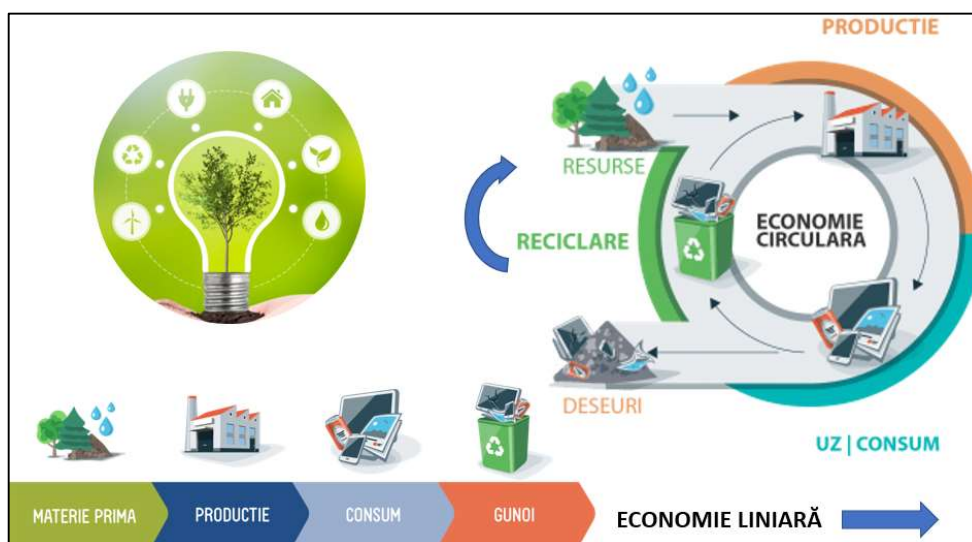 PRODUCTIE
RESURSE
RECICLARE
ECONOMIE
CIRCULARA
DESEURI
UZ | CONSUM
MATERIE PRIMA
PRODUCTIE
CONSUM
GUNOI
ECONOMIE LINIARĂ